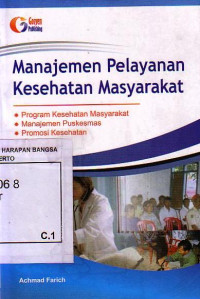 Gosyen
Publishing
Manajemen Pelayanan
Kesehatan Masyarakat
Program Kesehatan Masyarakat
Manajemen Puskesmas
Promosi Kesehatan
HARAPAN BANGSA
ERTO
06 8
C.1
Achmad Farich